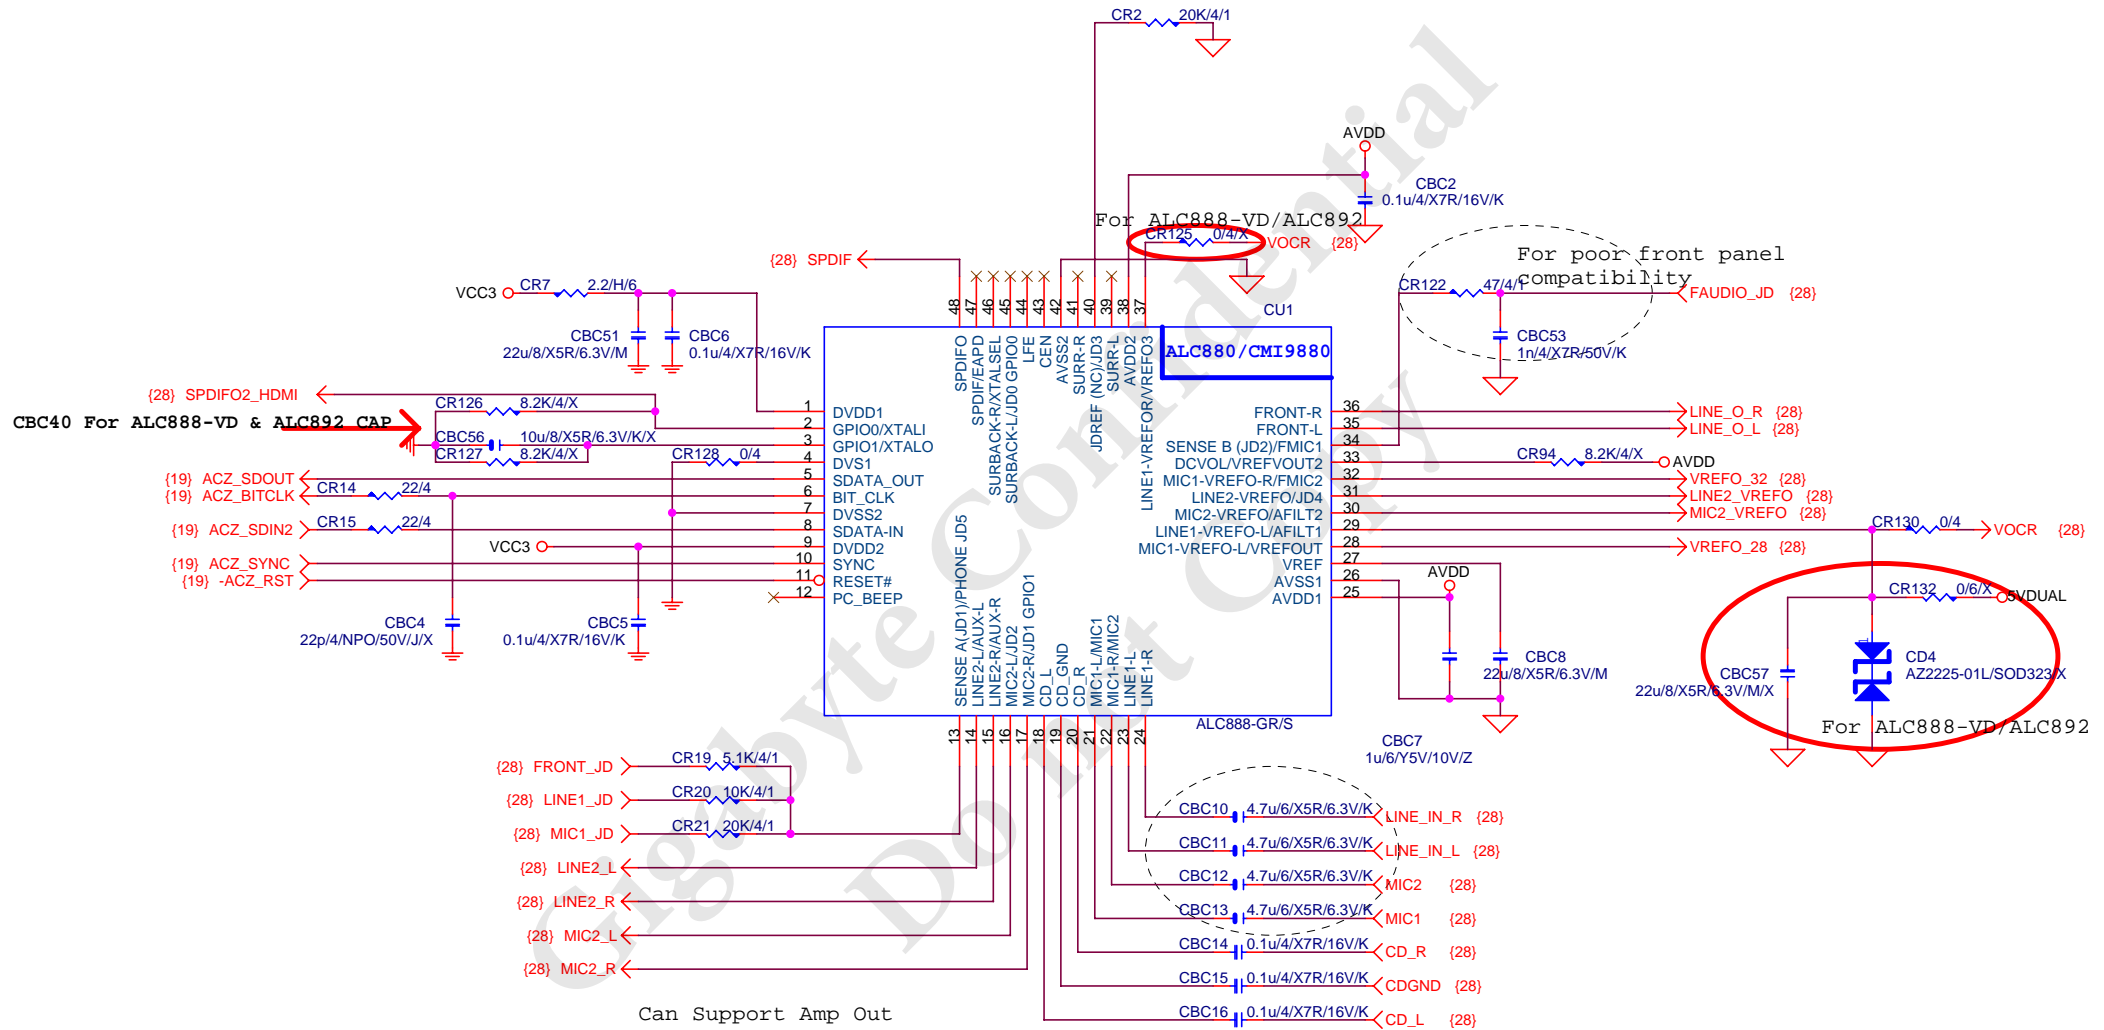 CR2 20K/4/1
AVDD
CBC2
0.1u/4/X7R/16V/K
For ALC888-VD/ALC892
CR125 0/4/X
VOCR {28}
{28} SPDIF
For poor front panel
compatibility
CR122 47/4/1
FAUDIO_JD {28}
CBC53
1n/4/X7R/50V/K
VCC3
CR7 2.2/H/6
CBC51
22u/8/X5R/6.3V/M
CBC6
0.1u/4/X7R/16V/K
CU1
ALC880/CMI9880
48 47 46 45 44 43 42 41 40 39 38 37
SPDIFO
SPDIF/EAPD
SURBACK-R/XTALSEL
SURBACK-L/JD0 GPIO0
LFE
CEN
AVSS2
SURR-R
JDREF (NC)/JD3
SURR-L
AVDD2
LINE1-VREFOR/VREFO3
{28} SPDIFO2_HDMI
CBC40 For ALC888-VD & ALC892 CAP
CR126 8.2K/4/X
CBC56 10u/8/X5R/6.3V/K/X
CR127 8.2K/4/X
CR128 0/4
{19} ACZ_SDOUT
{19} ACZ_BITCLK
CR14 22/4
{19} ACZ_SDIN2
CR15 22/4
VCC3
{19} ACZ_SYNC
{19} -ACZ_RST
CBC4
22p/4/NPO/50V/J/X
CBC5
0.1u/4/X7R/16V/K
1 DVDD1
2 GPIO0/XTALI
3 GPIO1/XTALO
4 DVS1
5 SDATA_OUT
6 BIT_CLK
7 DVSS2
8 SDATA-IN
9 DVDD2
10 SYNC
11 RESET#
12 PC_BEEP
FRONT-R 36
FRONT-L 35
SENSE B (JD2)/FMIC1 34
DCVOL/VREFVOUT2 33
MIC1-VREFO-R/FMIC2 32
LINE2-VREFO/JD4 31
MIC2-VREFO/AFILT2 30
LINE1-VREFO-L/AFILT1 29
MIC1-VREFO-L/VREFOUT 28
VREF 27
AVSS1 26
AVDD1 25
LINE_O_R {28}
LINE_O_L {28}
CR94 8.2K/4/X
AVDD
VREFO_32 {28}
LINE2_VREFO {28}
MIC2_VREFO {28}
CR130 0/4
VOCR {28}
VREFO_28 {28}
AVDD
CBC8
22u/8/X5R/6.3V/M
CR132 0/6/X
5VDUAL
CD4
AZ2225-01L/SOD323/X
CBC57
22u/8/X5R/6.3V/M/X
For ALC888-VD/ALC892
CBC7
1u/6/Y5V/10V/Z
SENSE A(JD1)/PHONE JD5
LINE2-L/AUX-L
LINE2-R/AUX-R
MIC2-L/JD2
MIC2-R/JD1 GPIO1
CD_L
CD_GND
CD_R
MIC1-L/MIC1
MIC1-R/MIC2
LINE1-L
LINE1-R
13 14 15 16 17 18 19 20 21 22 23 24
ALC888-GR/S
{28} FRONT_JD
CR19 5.1K/4/1
{28} LINE1_JD
CR20 10K/4/1
{28} MIC1_JD
CR21 20K/4/1
{28} LINE2_L
{28} LINE2_R
{28} MIC2_L
{28} MIC2_R
CBC10 4.7u/6/X5R/6.3V/K LINE_IN_R {28}
CBC11 4.7u/6/X5R/6.3V/K LINE_IN_L {28}
CBC12 4.7u/6/X5R/6.3V/K MIC2 {28}
CBC13 4.7u/6/X5R/6.3V/K MIC1 {28}
CBC14 0.1u/4/X7R/16V/K CD_R {28}
CBC15 0.1u/4/X7R/16V/K CDGND {28}
CBC16 0.1u/4/X7R/16V/K CD_L {28}
Can Support Amp Out
Gigabyte Confidential
Do not Copy